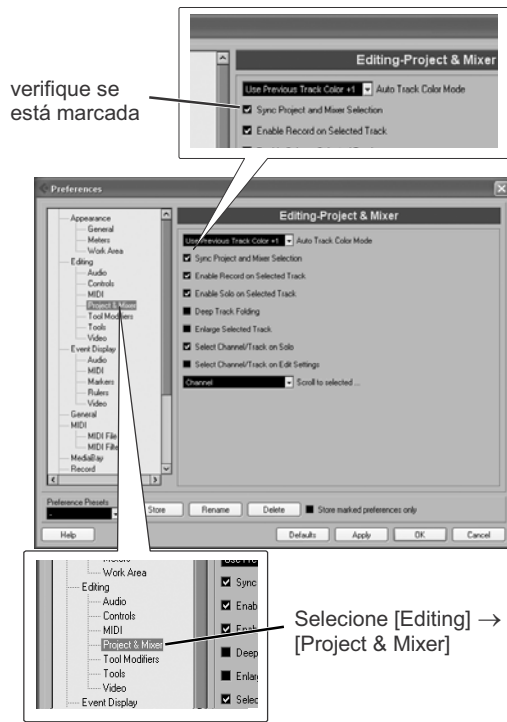 Editing-Project & Mixer
Use Previous Track Color +1 Auto Track Color Mode
verifique se
está marcada
Sync Project and Mixer Selection
Enable Record on Selected Track
Preferences
Appearance
General
Meters
Work Area
Editing
Audio
Controls
MIDI
Project & Mixer
Tool Modifiers
Tools
Video
Event Display
Audio
MIDI
Markers
Rulers
Video
General
MIDI
MIDI File
MIDI Filte
MediaBay
Record
Editing-Project & Mixer
Use Previous Track Color +1 Auto Track Color Mode
Sync Project and Mixer Selection
Enable Record on Selected Track
Enable Solo on Selected Track
Deep Track Folding
Enlarge Selected Track
Select Channel/Track on Solo
Select Channel/Track on Edit Settings
Channel Scroll to selected ...
Preference Presets
-
Store Rename Delete Store marked preferences only
Help Defaults Apply OK Cancel
Work Area
Editing
Audio
Controls
MIDI
Project & Mixer
Tool Modifiers
Tools
Video
Event Display
Sync
Enab
Deep
Enlar
Selec
Selecione [Editing] →
[Project & Mixer]